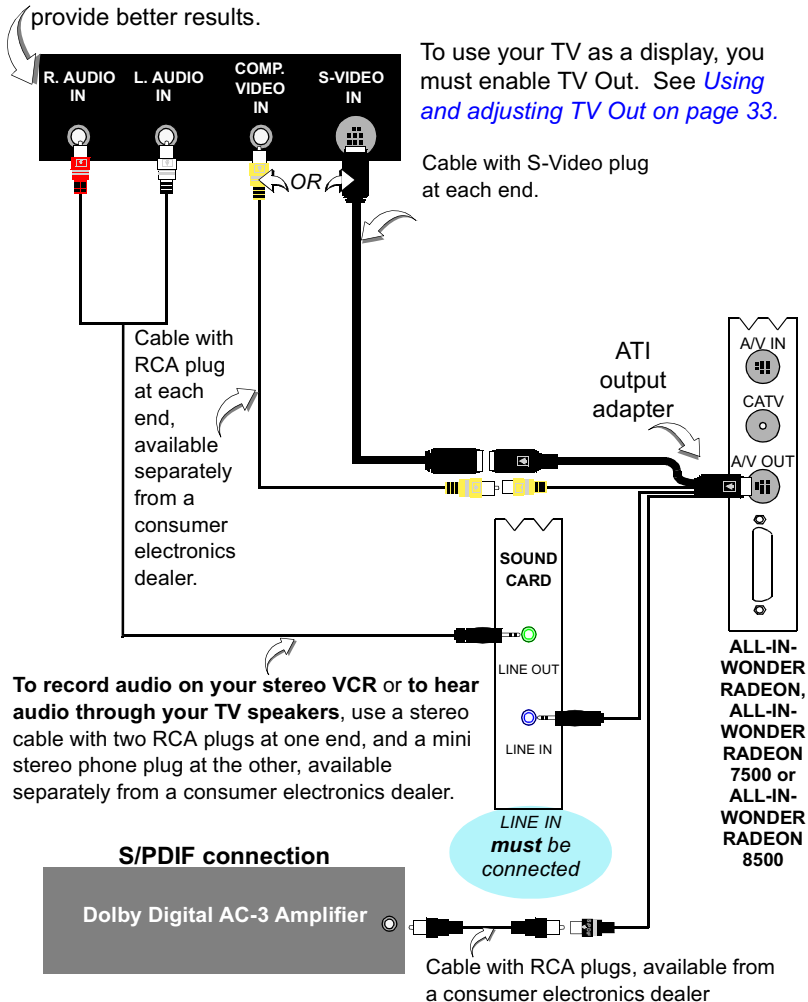 provide better results.
R. AUDIO
IN
L. AUDIO
IN
COMP.
VIDEO
IN
S-VIDEO
IN
To use your TV as a display, you
must enable TV Out. See Using
and adjusting TV Out on page 33.
Cable with S-Video plug
at each end.
OR
Cable with
RCA plug
at each
end,
available
separately
from a
consumer
electronics
dealer.
ATI
output
adapter
A/V IN
CATV
A/V OUT
SOUND
CARD
LINE OUT
LINE IN
ALL-IN-
WONDER
RADEON,
ALL-IN-
WONDER
RADEON
7500 or
ALL-IN-
WONDER
RADEON
8500
To record audio on your stereo VCR or to hear
audio through your TV speakers, use a stereo
cable with two RCA plugs at one end, and a mini
stereo phone plug at the other, available
separately from a consumer electronics dealer.
LINE IN
must be
connected
S/PDIF connection
Dolby Digital AC-3 Amplifier
Cable with RCA plugs, available from
a consumer electronics dealer